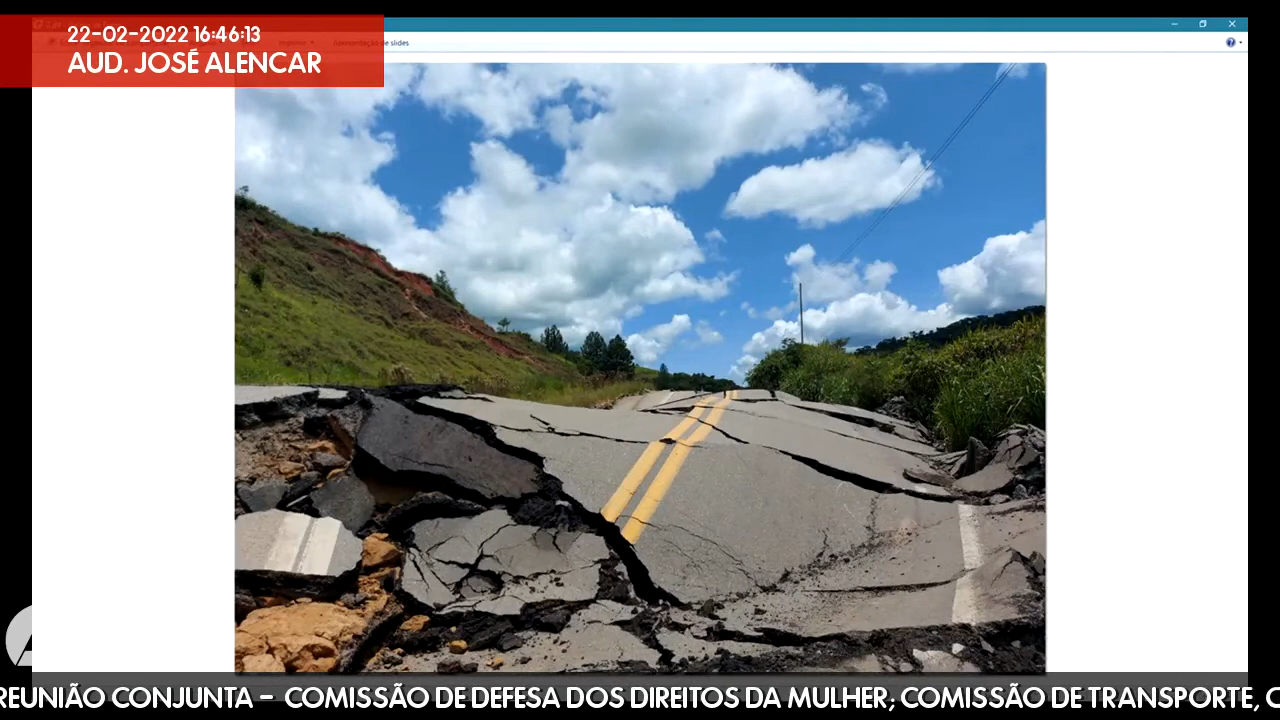 22-02-2022 16:46:13
AUD. JOSÉ ALENCAR
de slides
REUNIÃO CONJUNTA - COMISSÃO DE DEFESA DOS DIREITOS DA MULHER; COMISSÃO DE TRANSPORTE, C